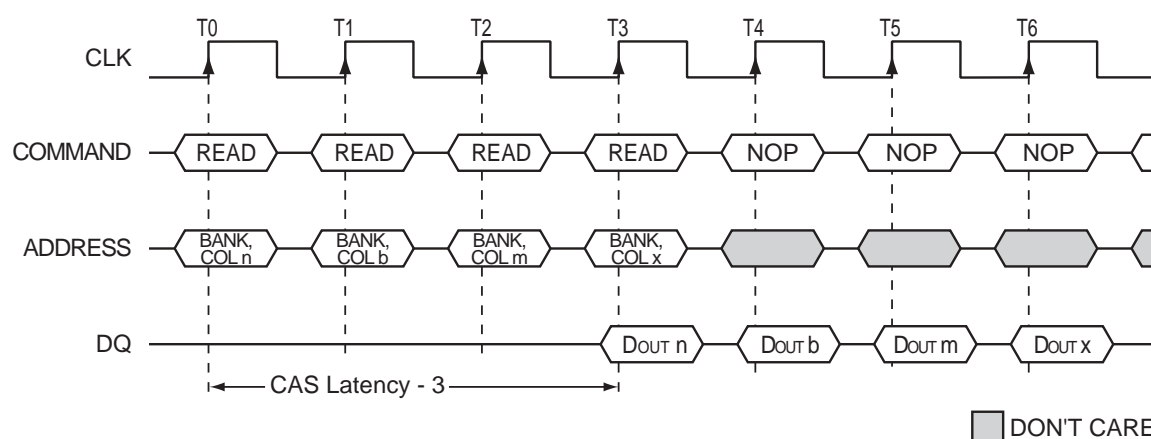 T0 T1 T2 T3 T4 T5 T6
CLK
COMMAND READ READ READ READ NOP NOP NOP
ADDRESS BANK, COL n BANK, COL b BANK, COL m BANK, COL x
DQ DOUT n DOUT b DOUT m DOUT x
CAS Latency - 3
DON'T CARE